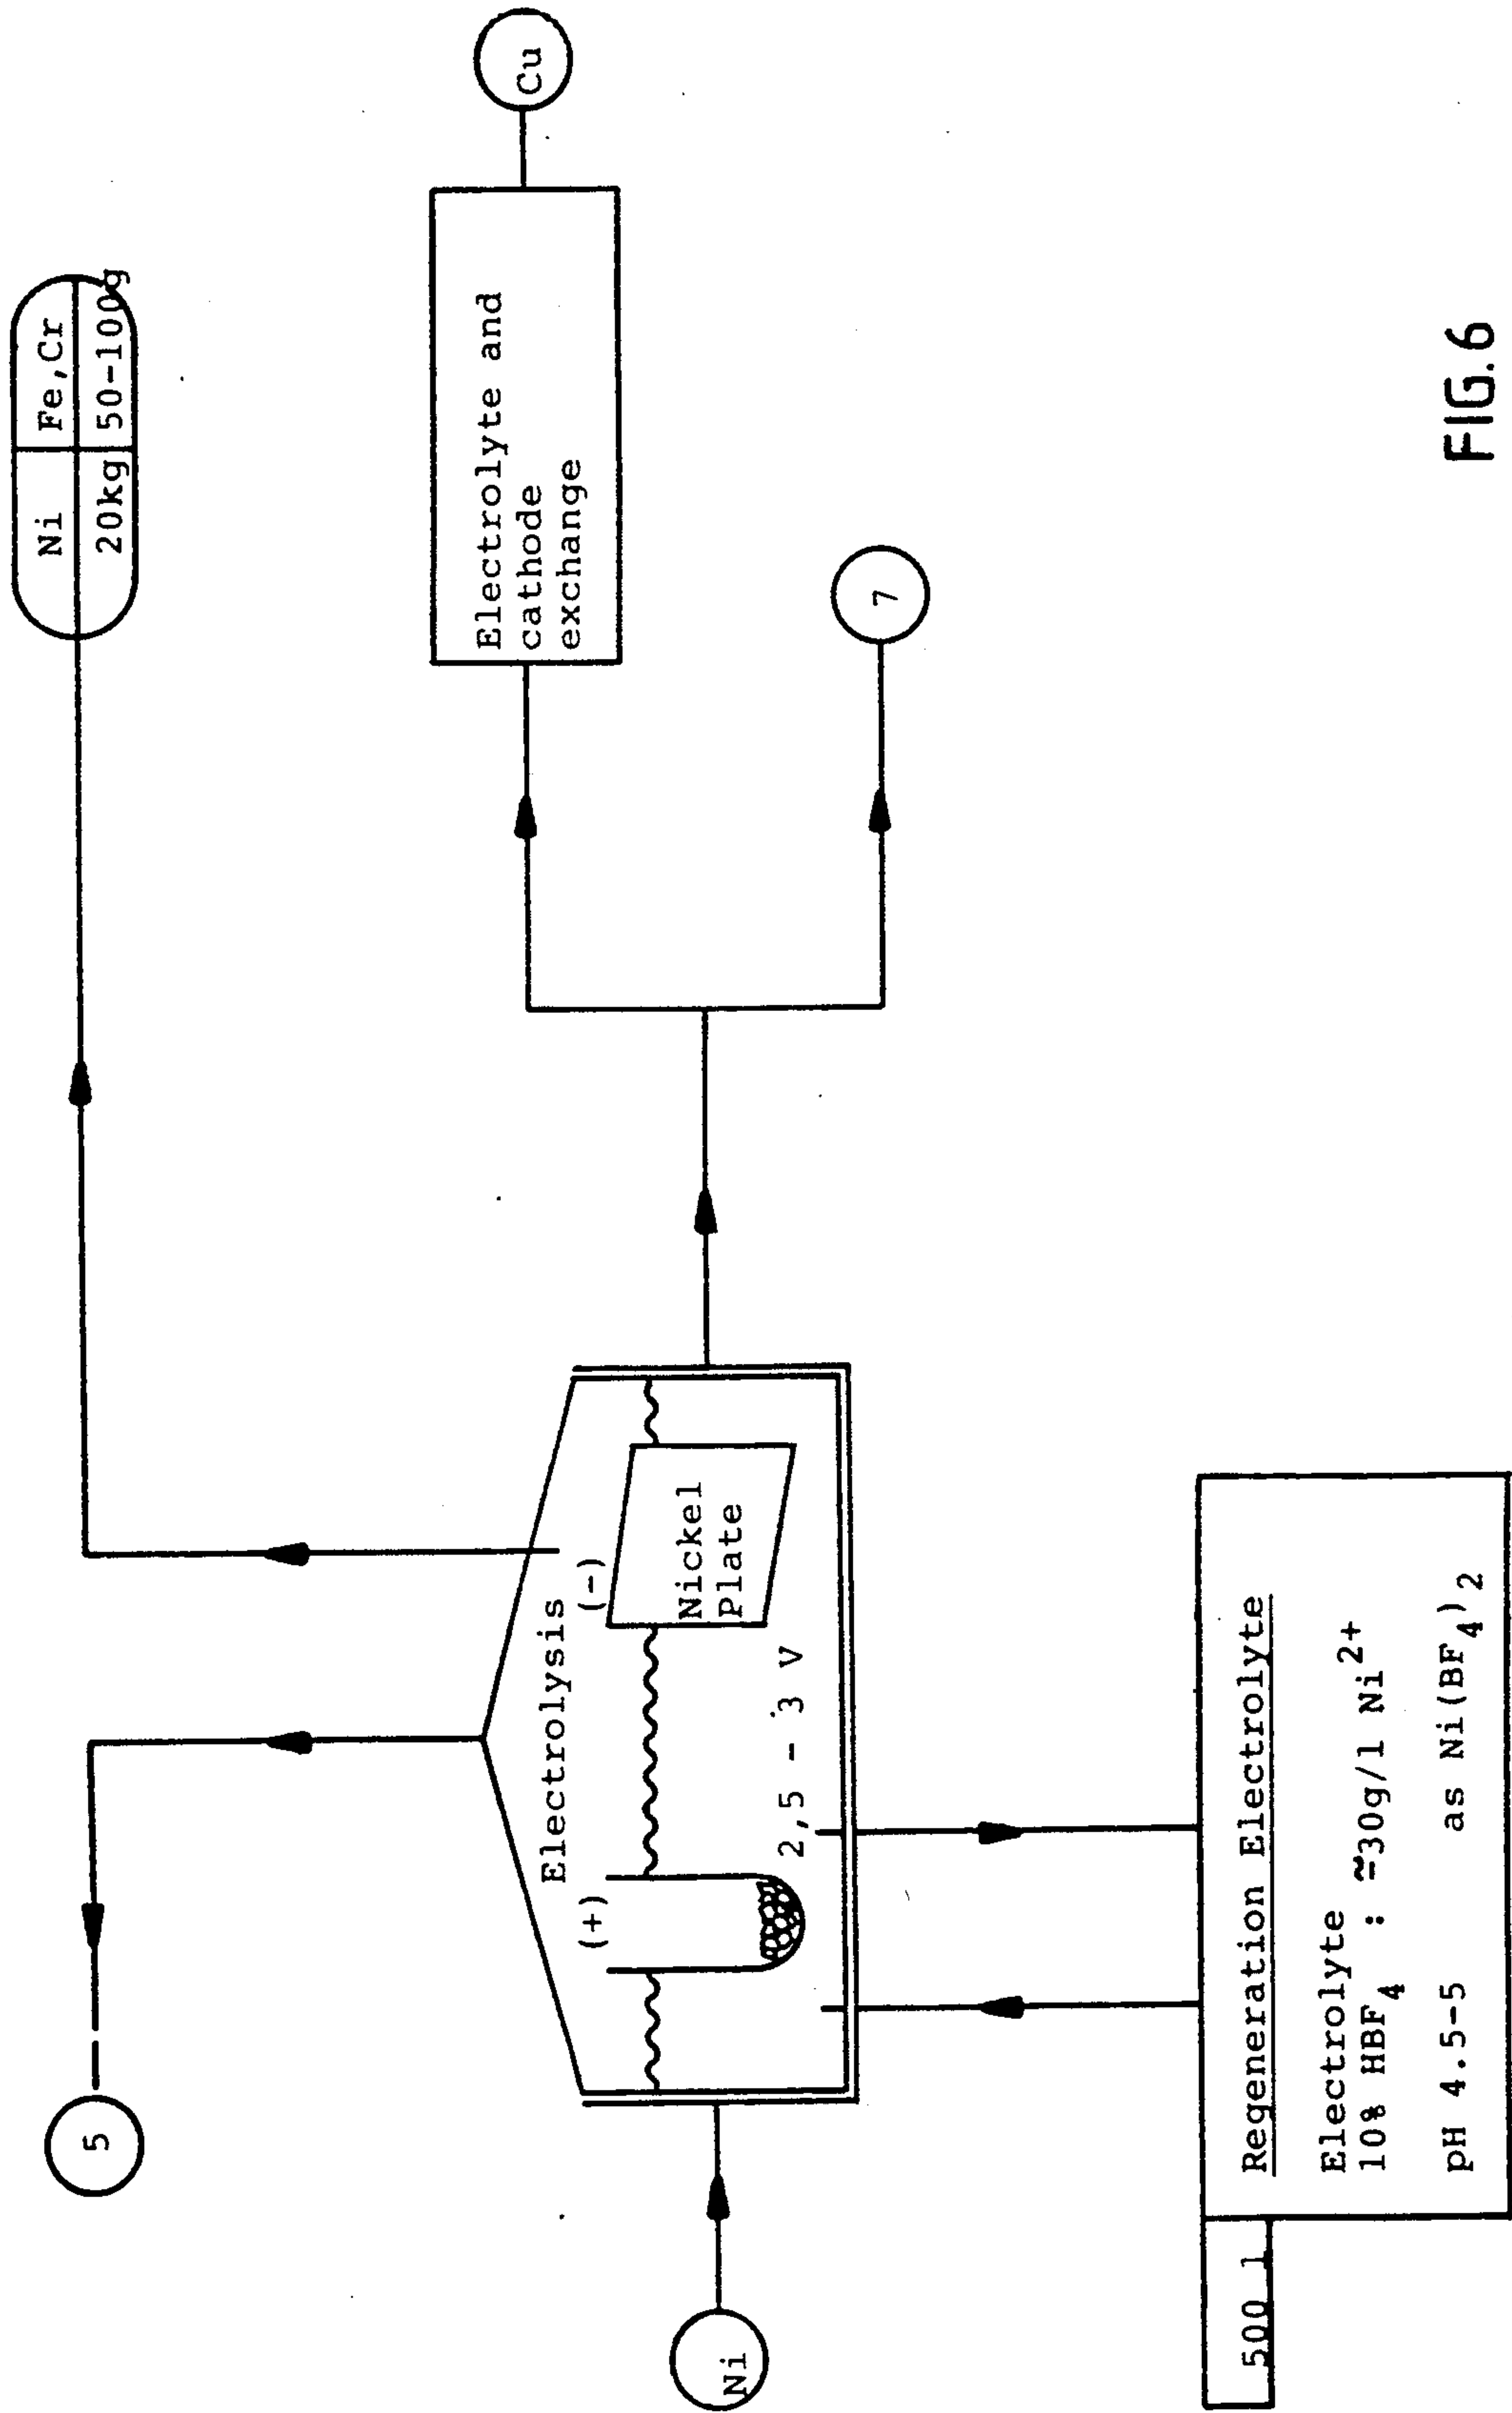 Ni Fe,Cr
20kg 50-100g
5
Cu
Electrolyte and
cathode
exchange
7
Electrolysis
(+) (-)
Nickel
Plate
2,5 - 3 V
Ni
500 l
Regeneration Electrolyte
Electrolyte
10% HBF4 : ≃30g/l Ni2+
pH 4.5-5 as Ni(BF4)2
FIG.6